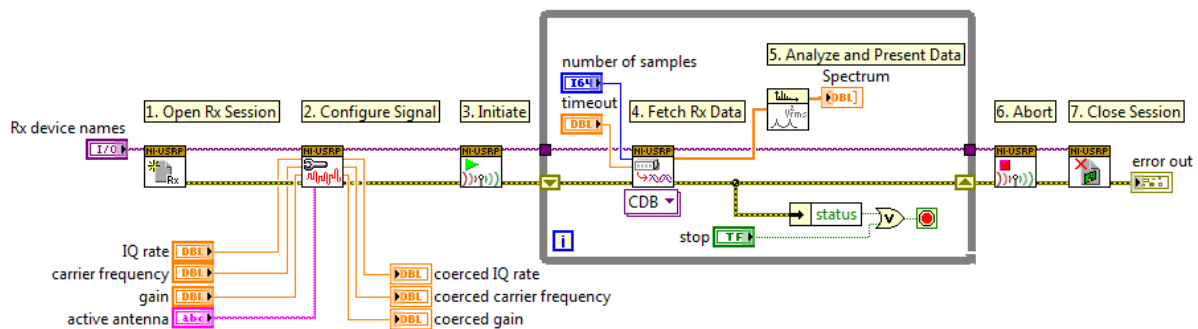 5. Analyze and Present Data
number of samples
Spectrum
I64
DBL
timeout
1. Open Rx Session
2. Configure Signal
3. Initiate
DBL
4. Fetch Rx Data
Vrms
6. Abort
7. Close Session
Rx device names
I/O
NI-USRP
Rx
NI-USRP
NI-USRP
NI-USRP
NI-USRP
NI-USRP
error out
CDB
status
V
stop
TF
i
IQ rate
DBL
carrier frequency
DBL
gain
DBL
active antenna
abc
DBL
coerced IQ rate
DBL
coerced carrier frequency
DBL
coerced gain